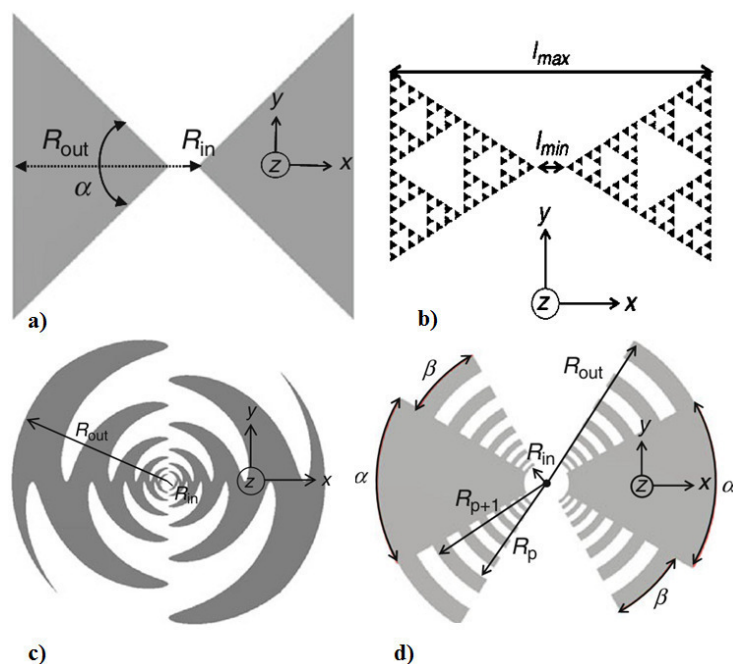 R_out
R_in
y
z
x
α
a)
l_max
l_min
y
z
x
b)
R_out
y
z
x
R_in
c)
β
R_out
y
R_in
α
z
x
α
R_p+1
R_p
β
d)